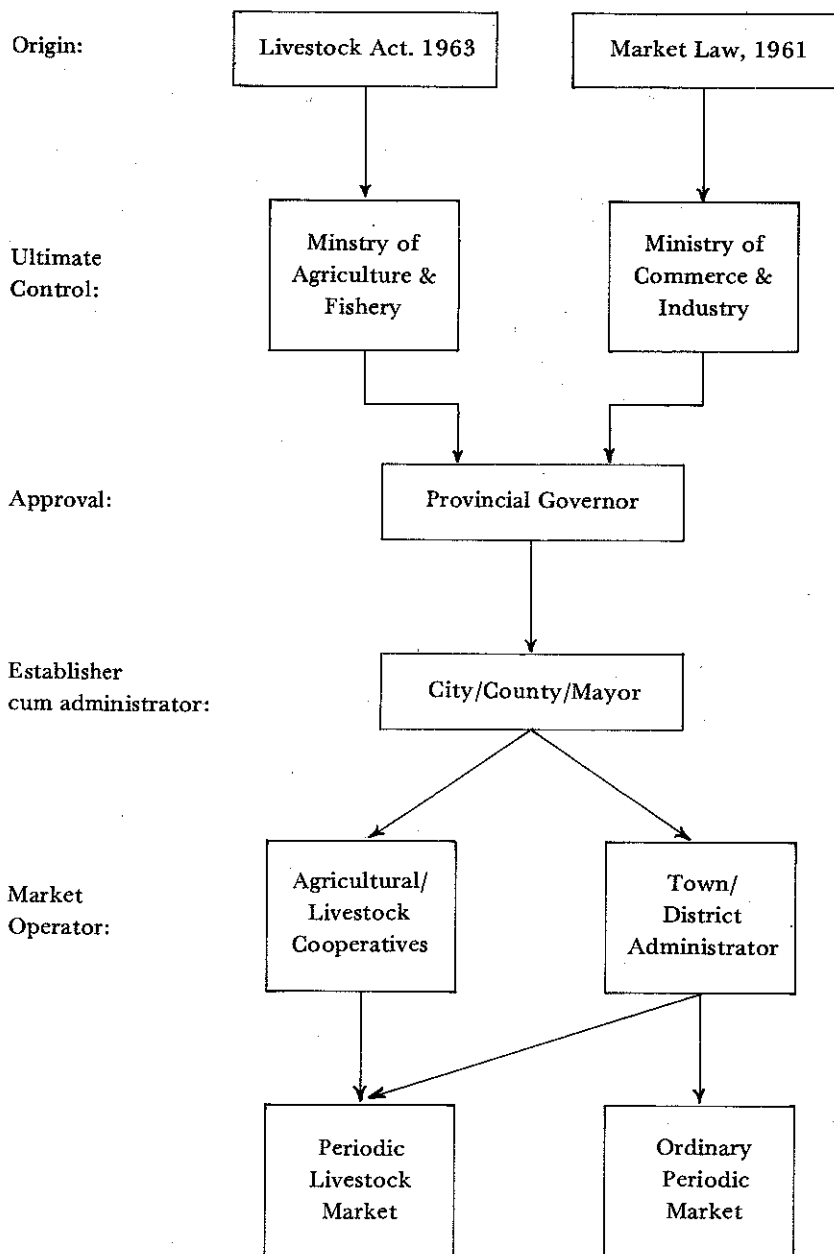 Origin:
Livestock Act. 1963
Market Law, 1961
Ultimate
Control:
Minstry of
Agriculture &
Fishery
Ministry of
Commerce &
Industry
Approval:
Provincial Governor
Establisher
cum administrator:
City/County/Mayor
Market
Operator:
Agricultural/
Livestock
Cooperatives
Town/
District
Administrator
Periodic
Livestock
Market
Ordinary
Periodic
Market